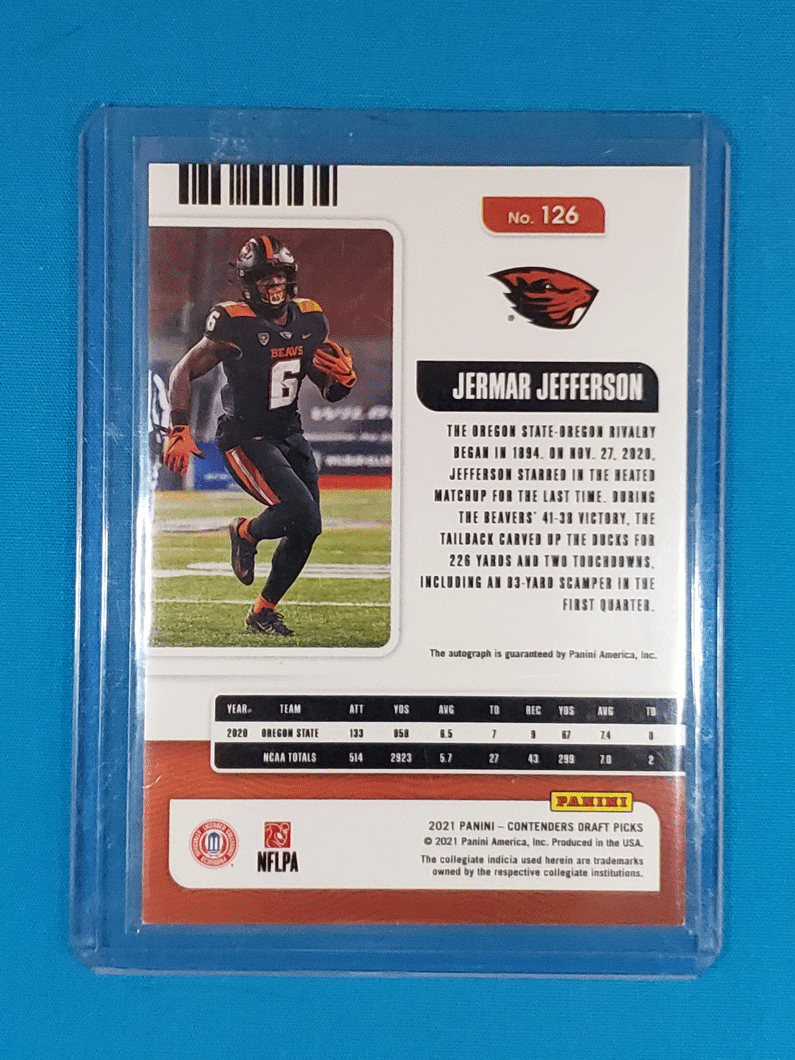 No. 126
BEAVS
6
6
JERMAR JEFFERSON
THE OREGON STATE-OREGON RIVALRY
BEGAN IN 1894. ON NOV. 27, 2020,
JEFFERSON STARRED IN THE HEATED
MATCHUP FOR THE LAST TIME. DURING
THE BEAVERS' 41-38 VICTORY, THE
TAILBACK CARVED UP THE DUCKS FOR
226 YARDS AND TWO TOUCHDOWNS,
INCLUDING AN 83-YARD SCAMPER IN THE
FIRST QUARTER.
The autograph is guaranteed by Panini America, Inc.
YEAR TEAM ATT YDS AVG TD REC YDS AVG TD
2020 OREGON STATE 133 858 6.5 7 9 67 7.4 0
NCAA TOTALS 514 2923 5.7 27 43 299 7.0 2
PANINI
2021 PANINI – CONTENDERS DRAFT PICKS
© 2021 Panini America, Inc. Produced in the USA.
The collegiate indicia used herein are trademarks
owned by the respective collegiate institutions.
NFLPA